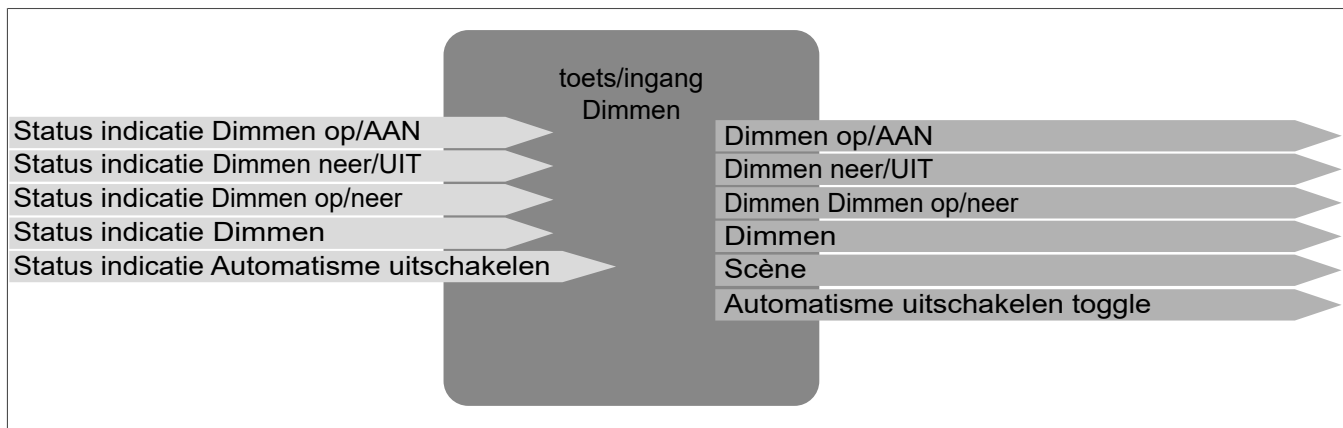 toets/ingang
Dimmen
Status indicatie Dimmen op/AAN
Status indicatie Dimmen neer/UIT
Status indicatie Dimmen op/neer
Status indicatie Dimmen
Status indicatie Automatisme uitschakelen
Dimmen op/AAN
Dimmen neer/UIT
Dimmen Dimmen op/neer
Dimmen
Scène
Automatisme uitschakelen toggle